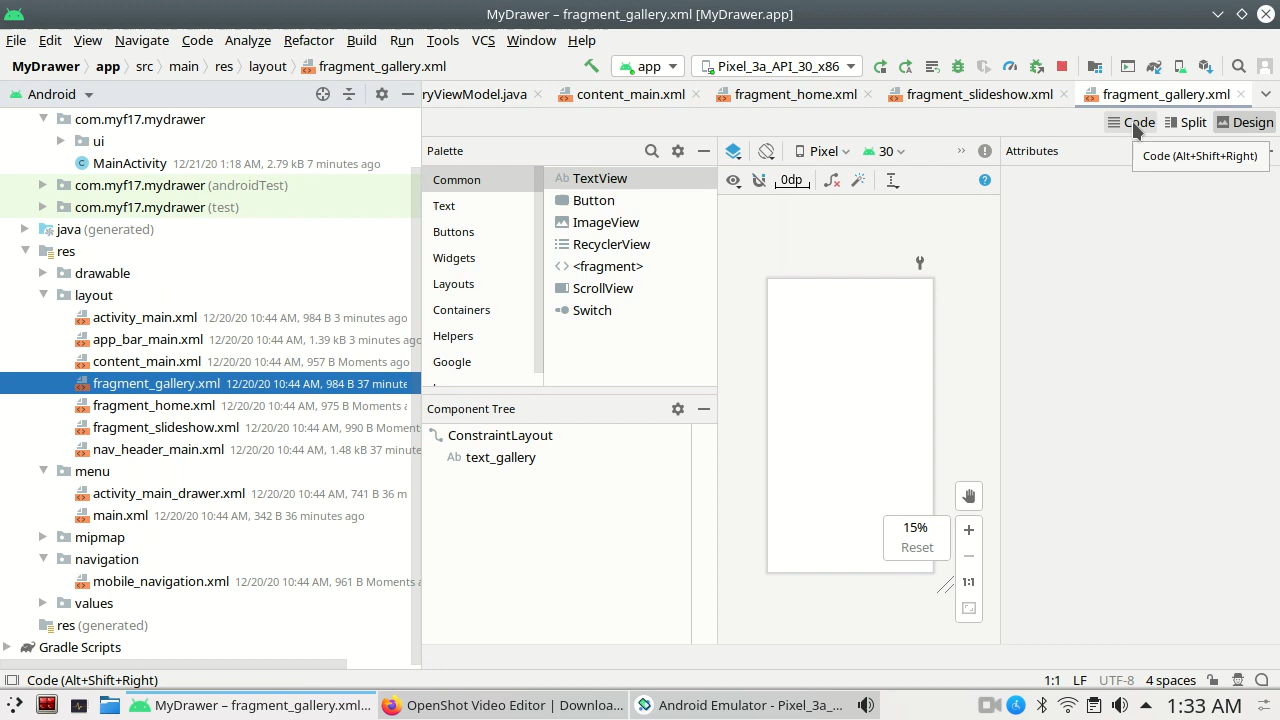 MyDrawer – fragment_gallery.xml [MyDrawer.app]
File Edit View Navigate Code Analyze Refactor Build Run Tools VCS Window Help
MyDrawer app src main res layout fragment_gallery.xml app Pixel_3a_API_30_x86
Android
ryViewModel.java content_main.xml fragment_home.xml fragment_slideshow.xml fragment_gallery.xml
Code Split Design
Code (Alt+Shift+Right)
com.myf17.mydrawer
ui
MainActivity 12/21/20 1:18 AM, 2.79 kB 7 minutes ago
com.myf17.mydrawer (androidTest)
com.myf17.mydrawer (test)
java (generated)
res
drawable
layout
activity_main.xml 12/20/20 10:44 AM, 984 B 3 minutes ago
app_bar_main.xml 12/20/20 10:44 AM, 1.39 kB 3 minutes ago
content_main.xml 12/20/20 10:44 AM, 957 B Moments ago
fragment_gallery.xml 12/20/20 10:44 AM, 984 B 37 minute
fragment_home.xml 12/20/20 10:44 AM, 975 B Moments a
fragment_slideshow.xml 12/20/20 10:44 AM, 990 B Moment
nav_header_main.xml 12/20/20 10:44 AM, 1.48 kB 37 minute
menu
activity_main_drawer.xml 12/20/20 10:44 AM, 741 B 36 m
main.xml 12/20/20 10:44 AM, 342 B 36 minutes ago
mipmap
navigation
mobile_navigation.xml 12/20/20 10:44 AM, 961 B Moments a
values
res (generated)
Gradle Scripts
Palette
Common
Text
Buttons
Widgets
Layouts
Containers
Helpers
Google
Ab TextView
Button
ImageView
RecyclerView
<> <fragment>
ScrollView
Switch
Component Tree
ConstraintLayout
Ab text_gallery
Pixel 30 »
0dp
15%
Reset
1:1
Attributes
Code (Alt+Shift+Right) 1:1 LF UTF-8 4 spaces
MyDrawer – fragment_gallery.xml... OpenShot Video Editor | Downloa... Android Emulator - Pixel_3a_... 1:33 AM